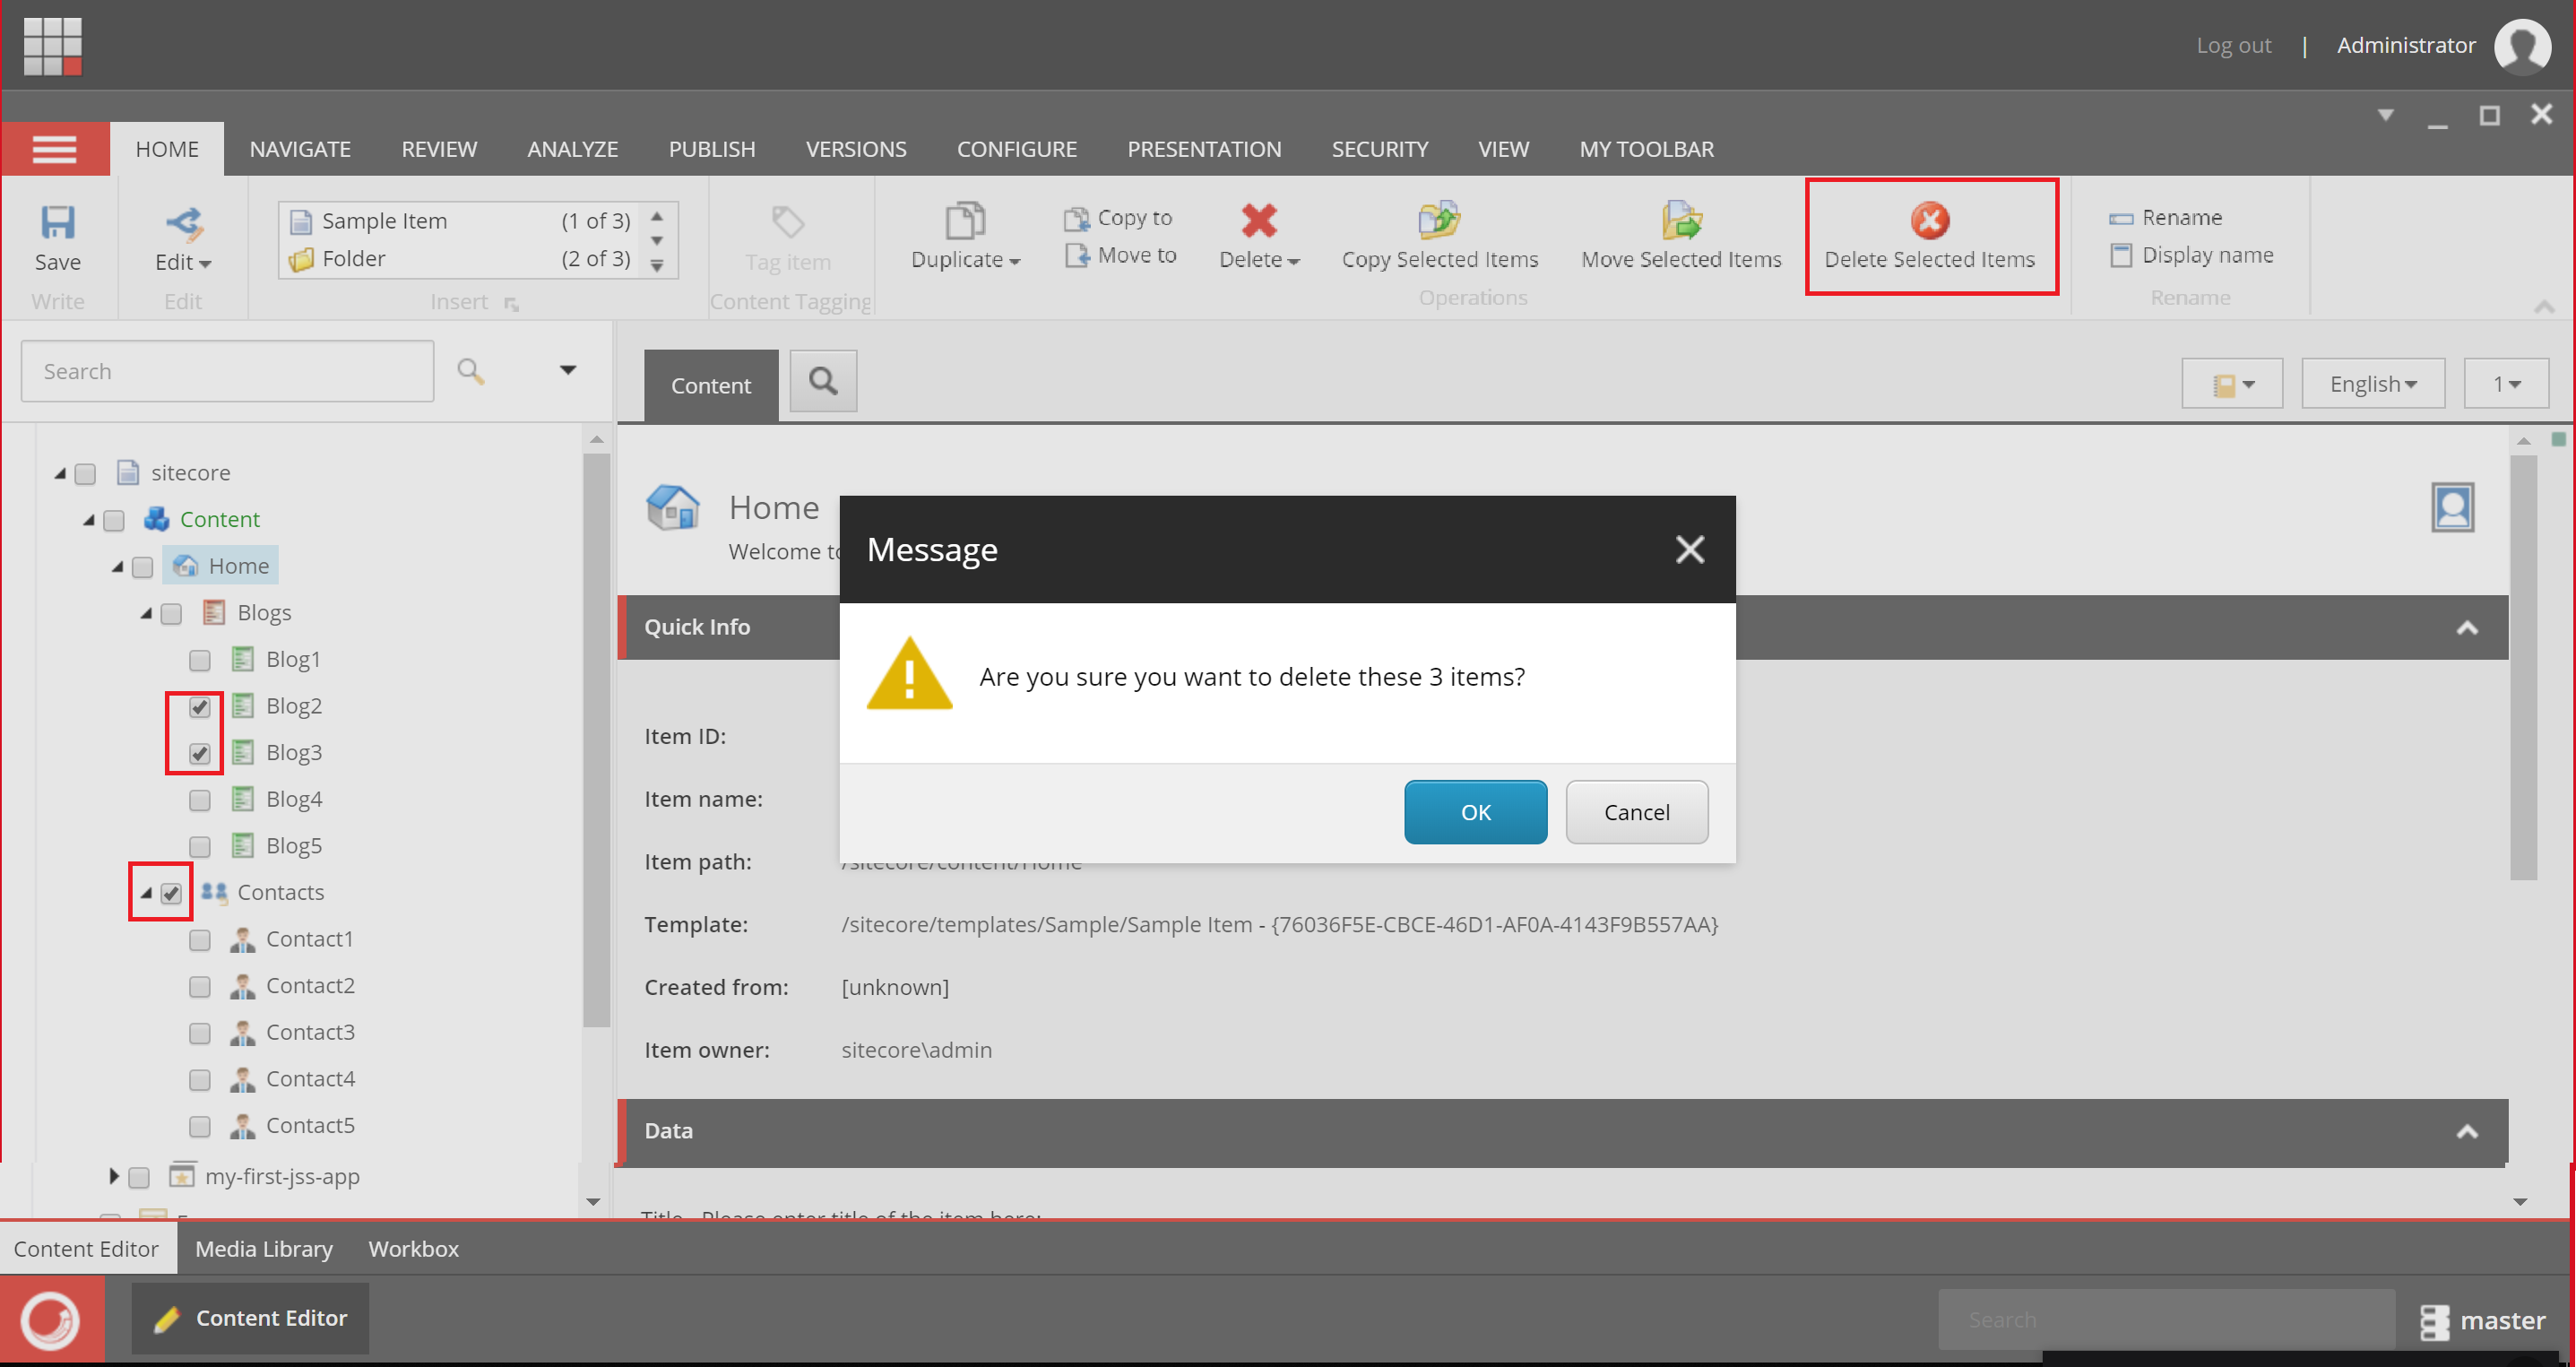 Log out | Administrator
HOME NAVIGATE REVIEW ANALYZE PUBLISH VERSIONS CONFIGURE PRESENTATION SECURITY VIEW MY TOOLBAR
Save
Write
Edit
Edit
Sample Item (1 of 3)
Folder (2 of 3)
Insert
Tag item
Content Tagging
Duplicate
Copy to
Move to
Delete
Copy Selected Items
Move Selected Items
Delete Selected Items
Operations
Rename
Display name
Rename
Search
Content
English
1
sitecore
Content
Home
Blogs
Blog1
Blog2
Blog3
Blog4
Blog5
Contacts
Contact1
Contact2
Contact3
Contact4
Contact5
my-first-jss-app
Home
Welcome to
Message
Are you sure you want to delete these 3 items?
OK
Cancel
Quick Info
Item ID:
Item name:
Item path: /sitecore/content/Home
Template: /sitecore/templates/Sample/Sample Item - {76036F5E-CBCE-46D1-AF0A-4143F9B557AA}
Created from: [unknown]
Item owner: sitecore\admin
Data
Title - Please enter title of the item here:
Content Editor Media Library Workbox
Content Editor
Search
master